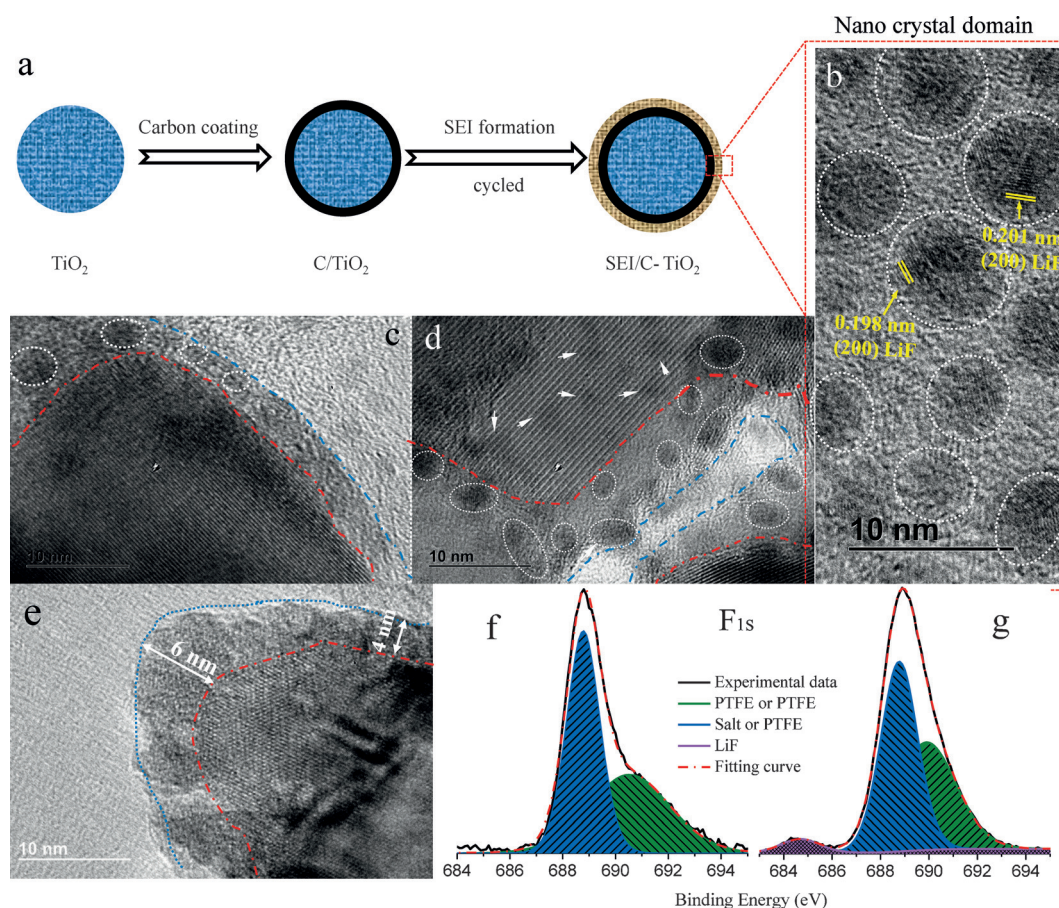 Nano crystal domain
a
Carbon coating
SEI formation
cycled
TiO₂
C/TiO₂
SEI/C- TiO₂
b
0.201 nm
(200) LiF
0.198 nm
(200) LiF
10 nm
c
10 nm
d
10 nm
e
6 nm
4 nm
10 nm
f
F₁s
g
Experimental data
PTFE or PTFE
Salt or PTFE
LiF
Fitting curve
684 686 688 690 692 694 684 686 688 690 692 694
Binding Energy (eV)